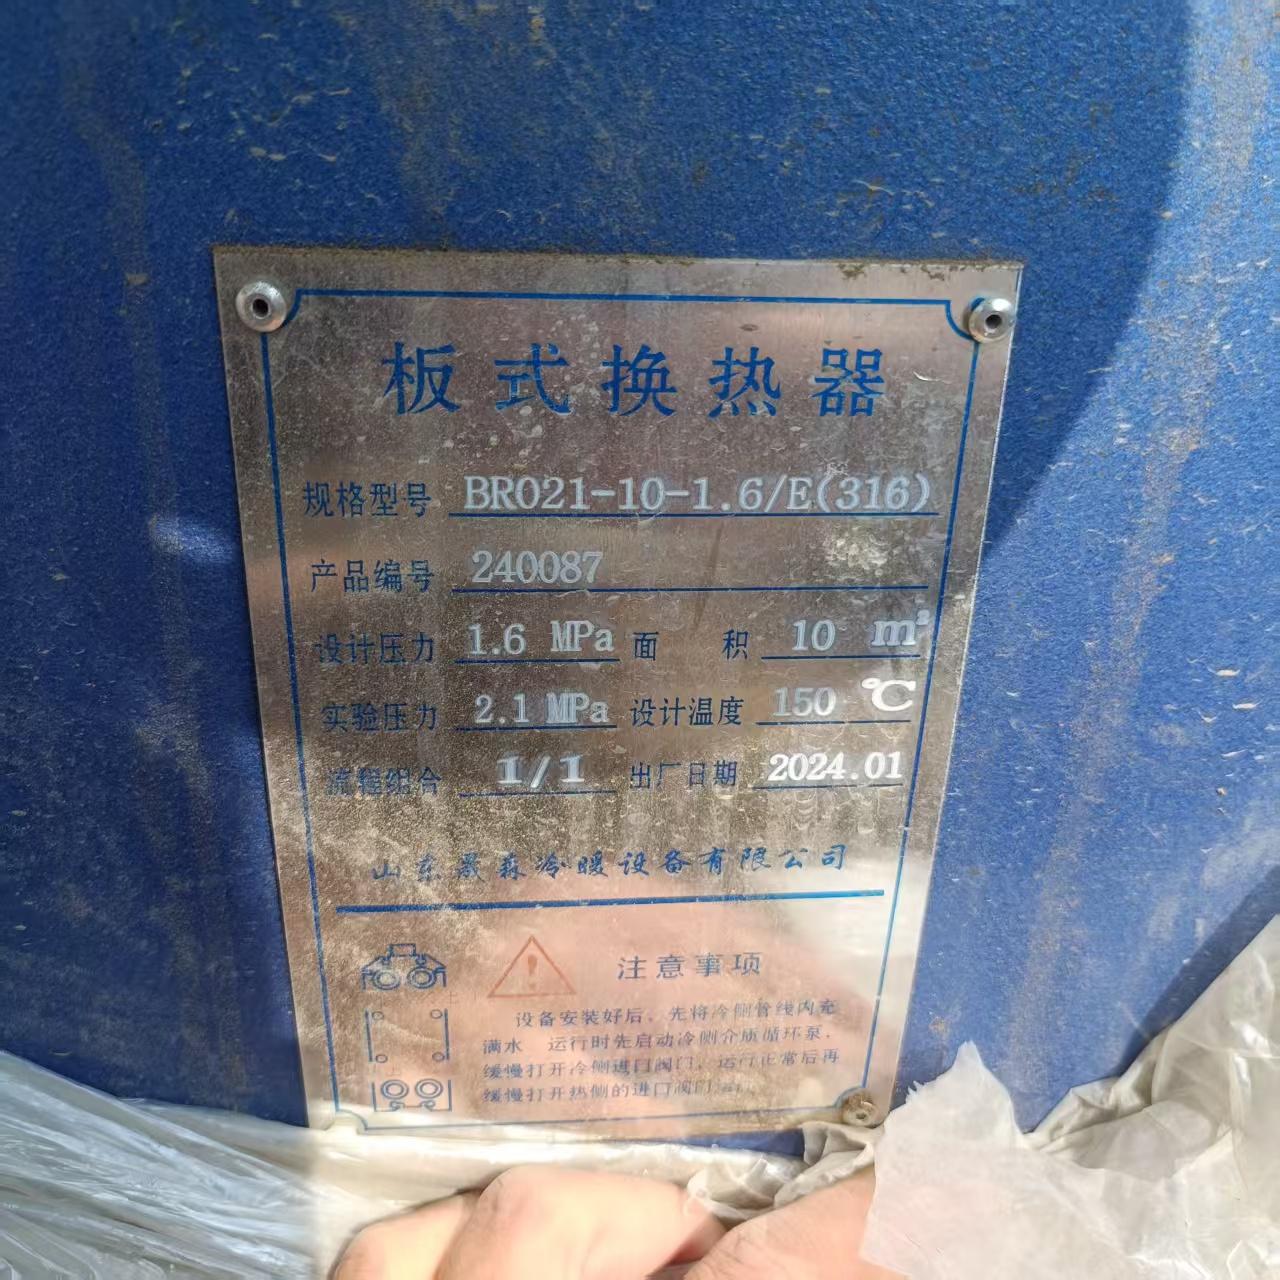 板式换热器
规格型号 BR021-10-1.6/E(316)
产品编号 240087
设计压力 1.6 MPa 面 积 10 m²
实验压力 2.1 MPa 设计温度 150 ℃
流程组合 1/1 出厂日期 2024.01
山东晟森冷暖设备有限公司
注意事项
设备安装好后，先将冷侧管线内充
满水 运行时先启动冷侧介质循环泵，
缓慢打开冷侧进口阀门，运行正常后再
缓慢打开热侧的进口阀门